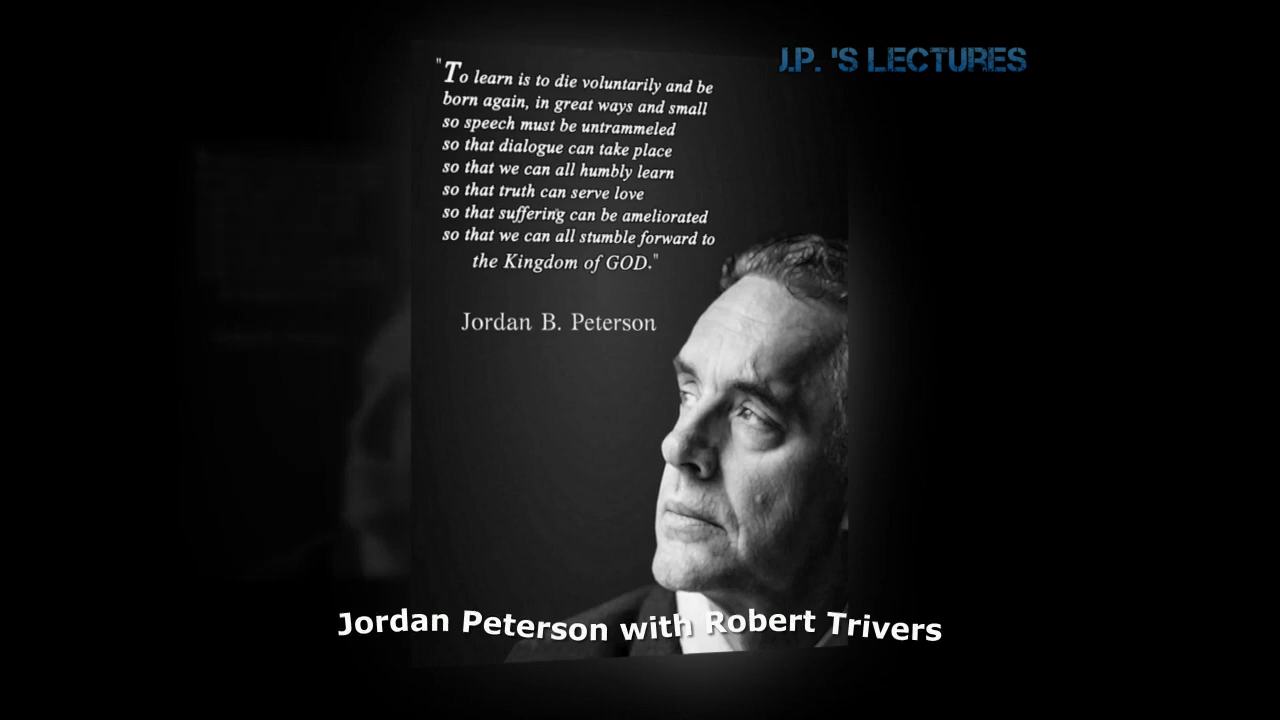 J.P. 'S LECTURES
"To learn is to die voluntarily and be
born again, in great ways and small
so speech must be untrammeled
so that dialogue can take place
so that we can all humbly learn
so that truth can serve love
so that suffering can be ameliorated
so that we can all stumble forward to
the Kingdom of GOD."
Jordan B. Peterson
Jordan Peterson with Robert Trivers